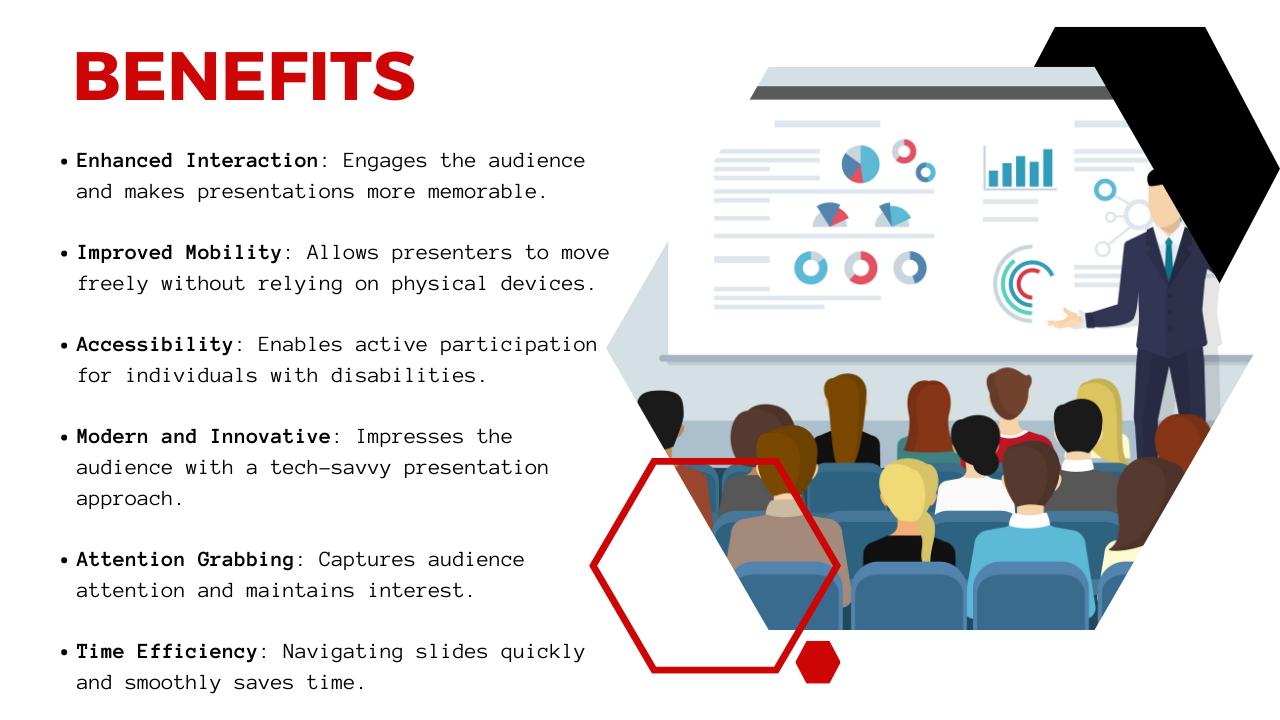 BENEFITS
• Enhanced Interaction: Engages the audience
and makes presentations more memorable.
• Improved Mobility: Allows presenters to move
freely without relying on physical devices.
• Accessibility: Enables active participation
for individuals with disabilities.
• Modern and Innovative: Impresses the
audience with a tech-savvy presentation
approach.
• Attention Grabbing: Captures audience
attention and maintains interest.
• Time Efficiency: Navigating slides quickly
and smoothly saves time.